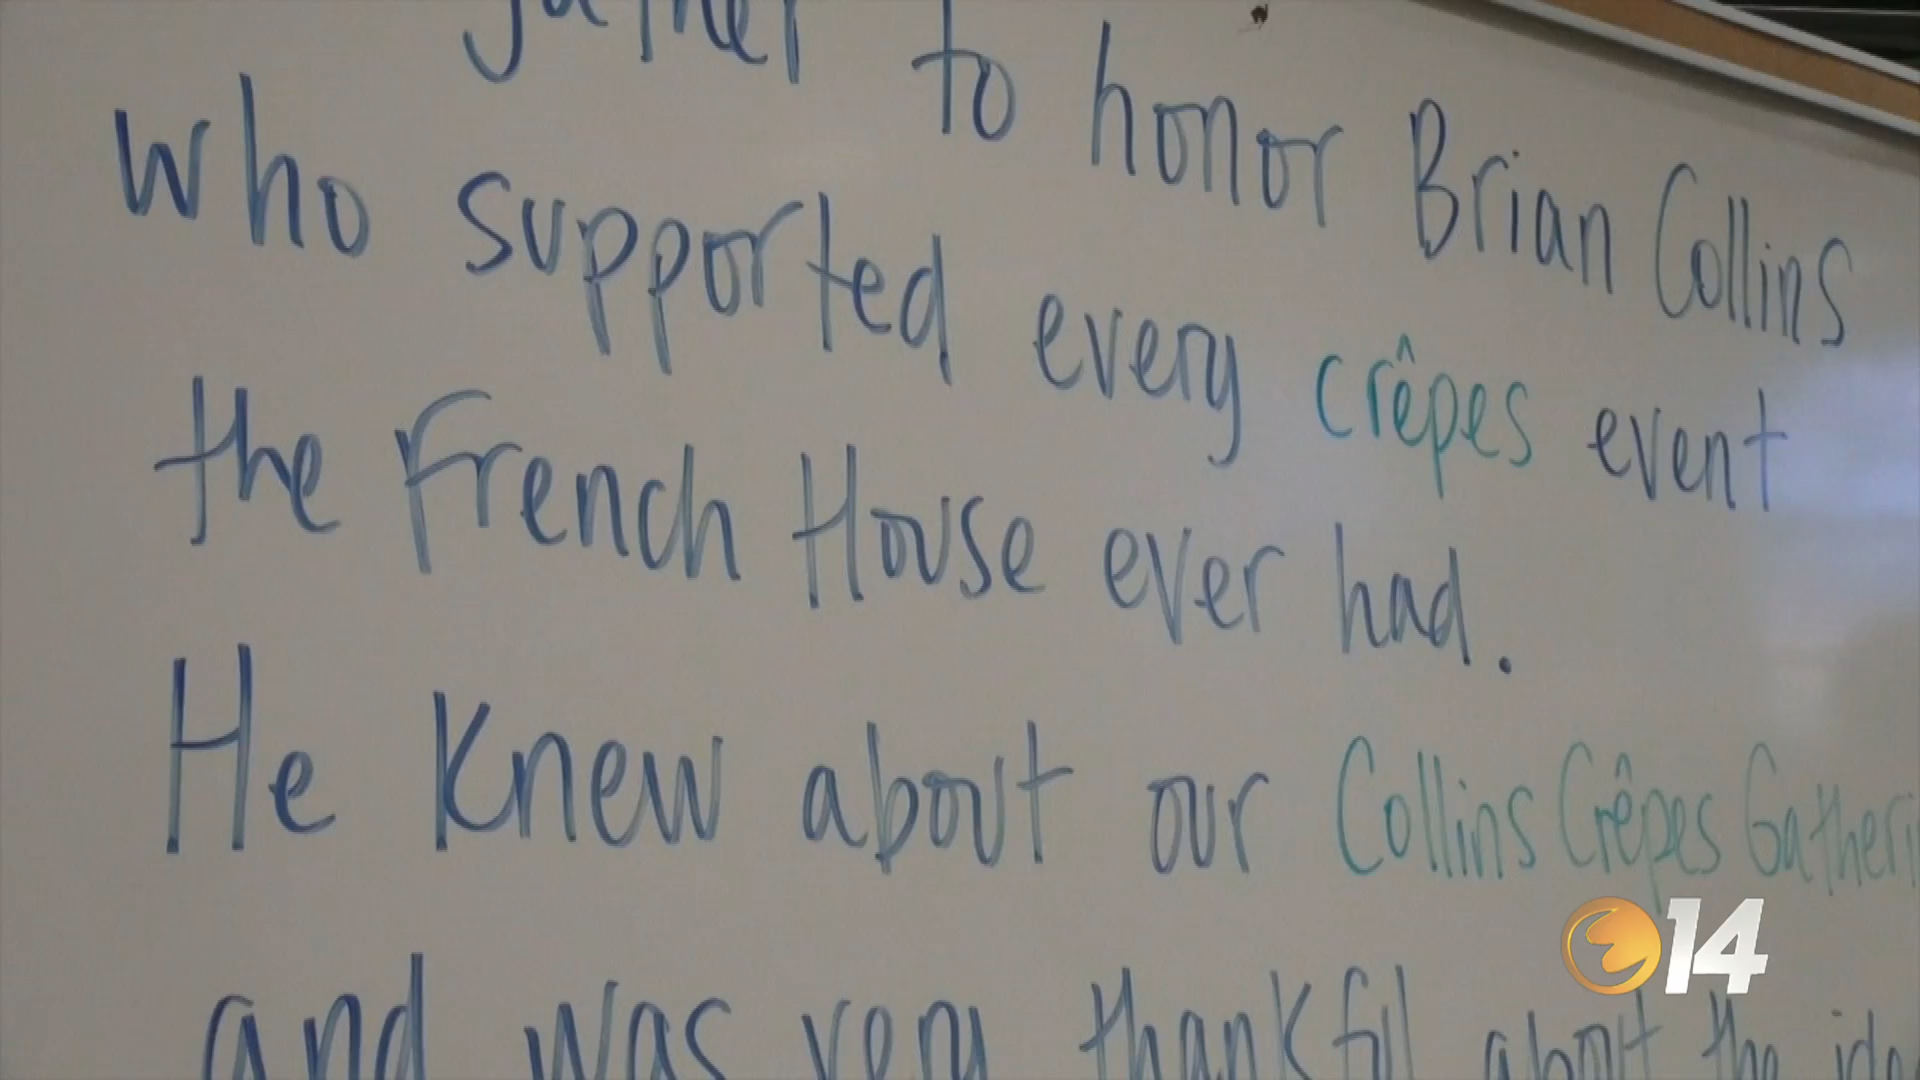 gather to honor Brian Collins
who supported every crêpes event
the French House ever had.
He knew about our Collins Crêpes
and was very thankful about the
14